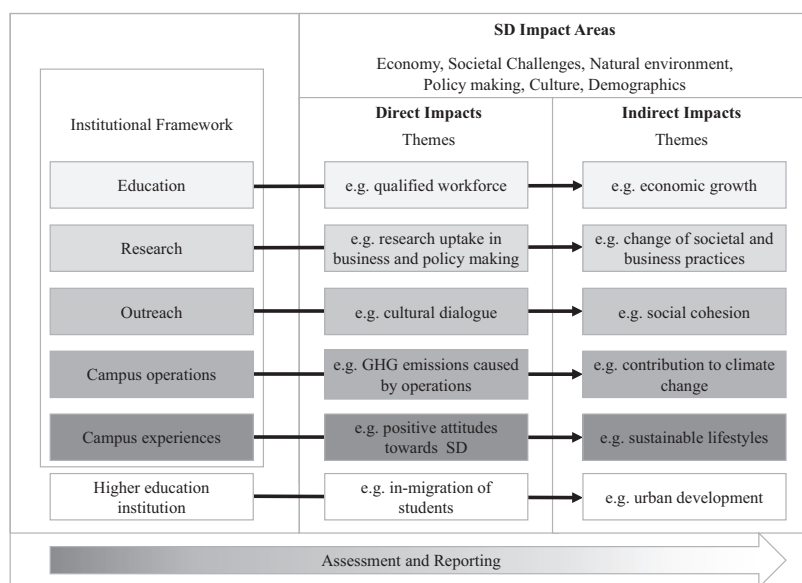 SD Impact Areas
Economy, Societal Challenges, Natural environment,
Policy making, Culture, Demographics
Institutional Framework
Direct Impacts
Themes
Indirect Impacts
Themes
Education
e.g. qualified workforce
e.g. economic growth
Research
e.g. research uptake in
business and policy making
e.g. change of societal and
business practices
Outreach
e.g. cultural dialogue
e.g. social cohesion
Campus operations
e.g. GHG emissions caused
by operations
e.g. contribution to climate
change
Campus experiences
e.g. positive attitudes
towards SD
e.g. sustainable lifestyles
Higher education
institution
e.g. in-migration of
students
e.g. urban development
Assessment and Reporting